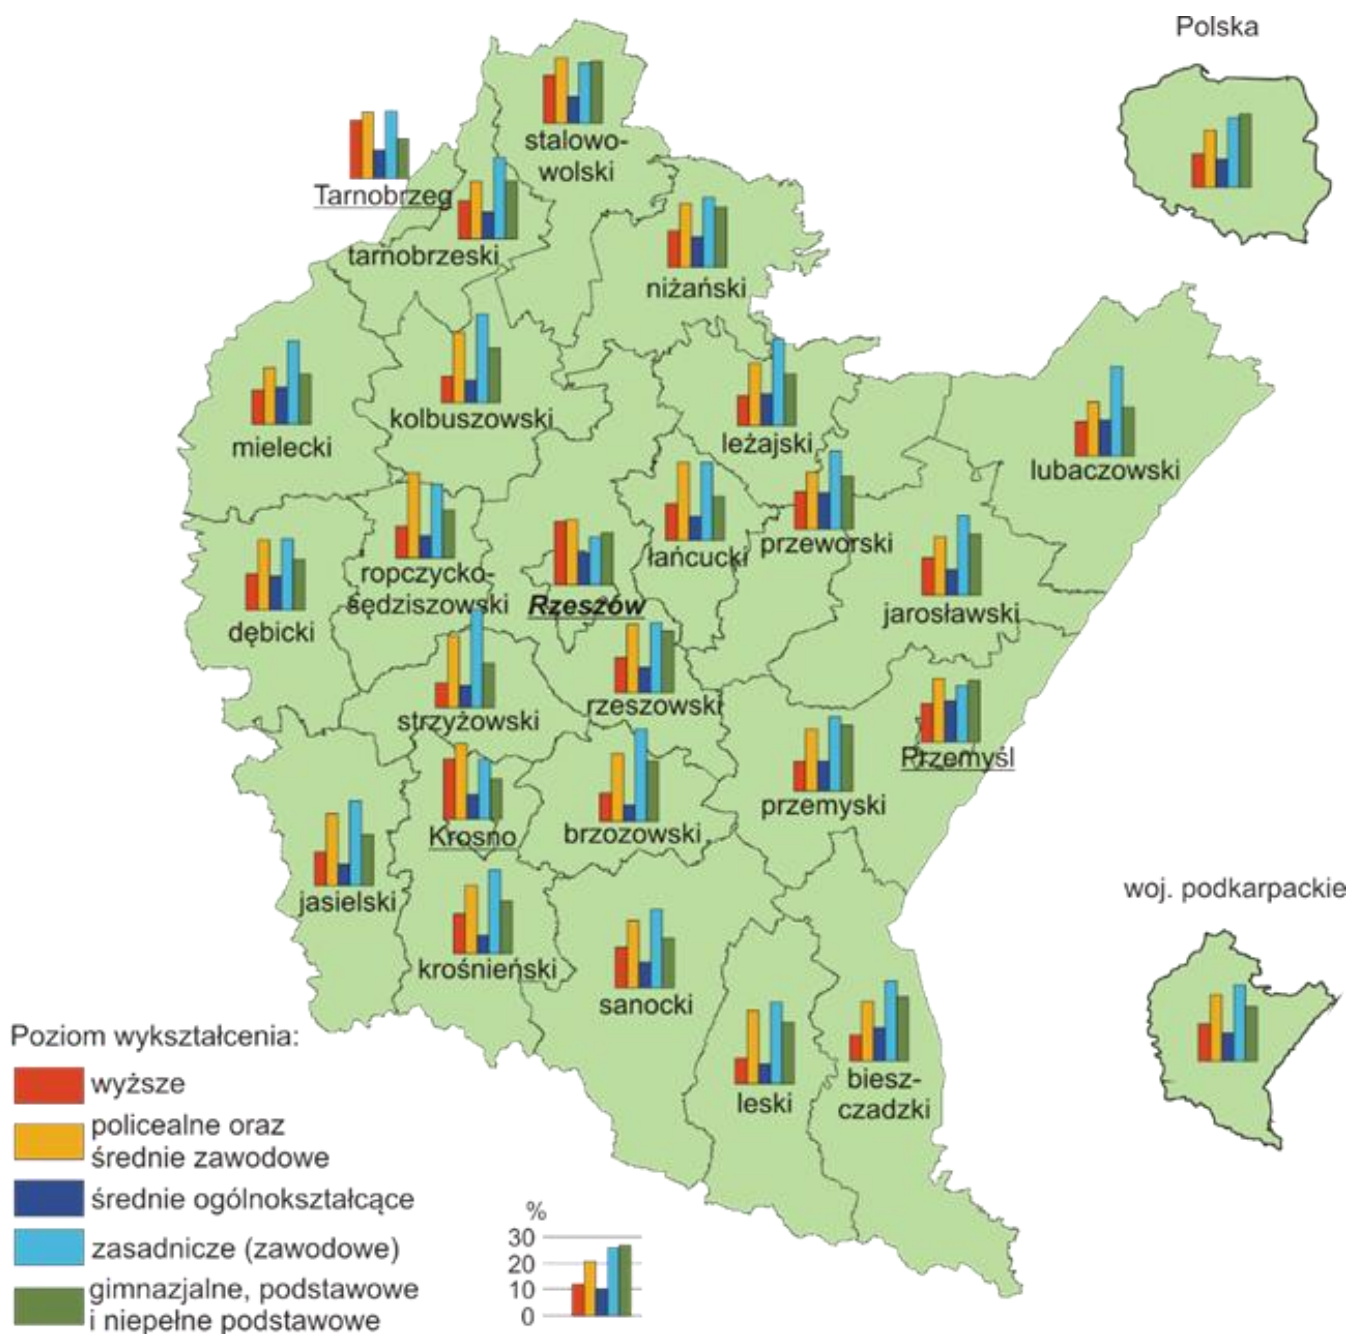 Polska
stalowo-
wolski
Tarnobrzeg
tarnobrzeski
niżański
kolbuszowski
mielecki
leżajski
lubaczowski
łańcucki
przeworski
ropczycko-
sędziszowski
Rzeszów
jarosławski
dębicki
rzeszowski
strzyżowski
Przemyśl
przemyski
Krosno
brzozowski
jasielski
woj. podkarpackie
krośnieński
sanocki
leski
biesz-
czadzki
Poziom wykształcenia:
wyższe
policealne oraz
średnie zawodowe
średnie ogólnokształcące
zasadnicze (zawodowe)
gimnazjalne, podstawowe
i niepełne podstawowe
%
30
20
10
0